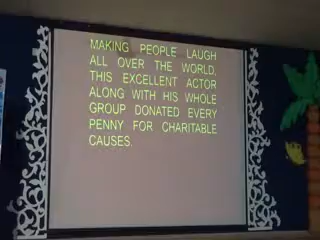 MAKING PEOPLE LAUGH
ALL OVER THE WORLD,
THIS EXCELLENT ACTOR
ALONG WITH HIS WHOLE
GROUP DONATED EVERY
PENNY FOR CHARITABLE
CAUSES.